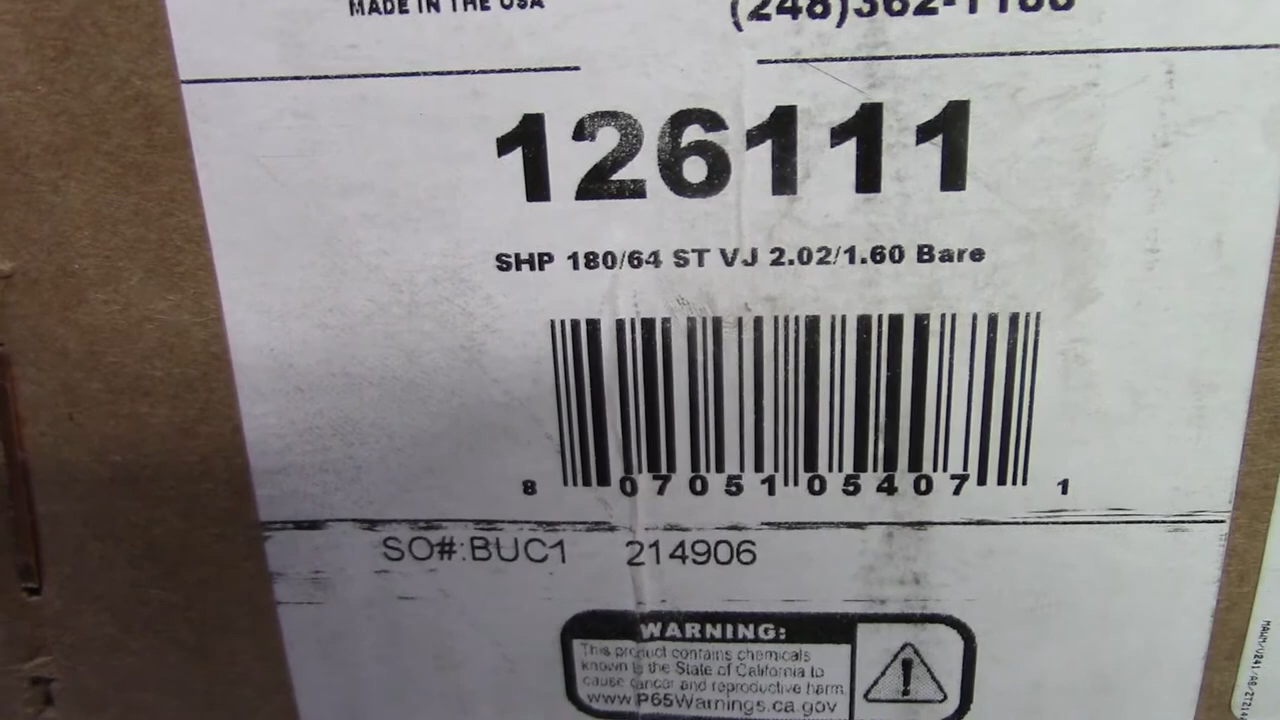 MADE IN THE USA
(248)362-1188
126111
SHP 180/64 ST VJ 2.02/1.60 Bare
8 07051 05407 1
SO#:BUC1 214906
WARNING:
This product contains chemicals
known to the State of California to
cause cancer and reproductive harm.
www.P65Warnings.ca.gov